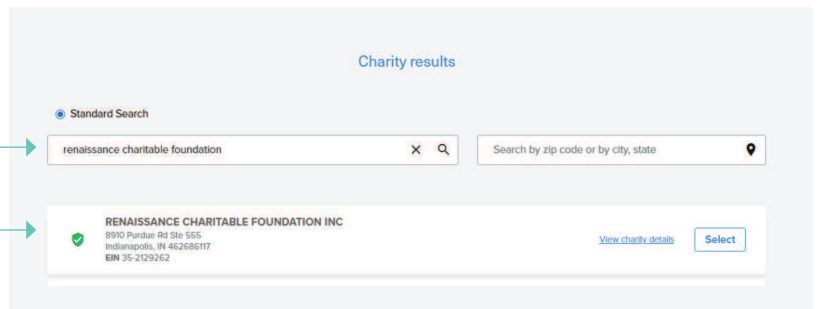 Charity results
Standard Search
renaissance charitable foundation
Search by zip code or by city, state
RENAISSANCE CHARITABLE FOUNDATION INC
8910 Purdue Rd Ste 555
Indianapolis, IN 462686117
EIN 35-2129262
View charity details
Select